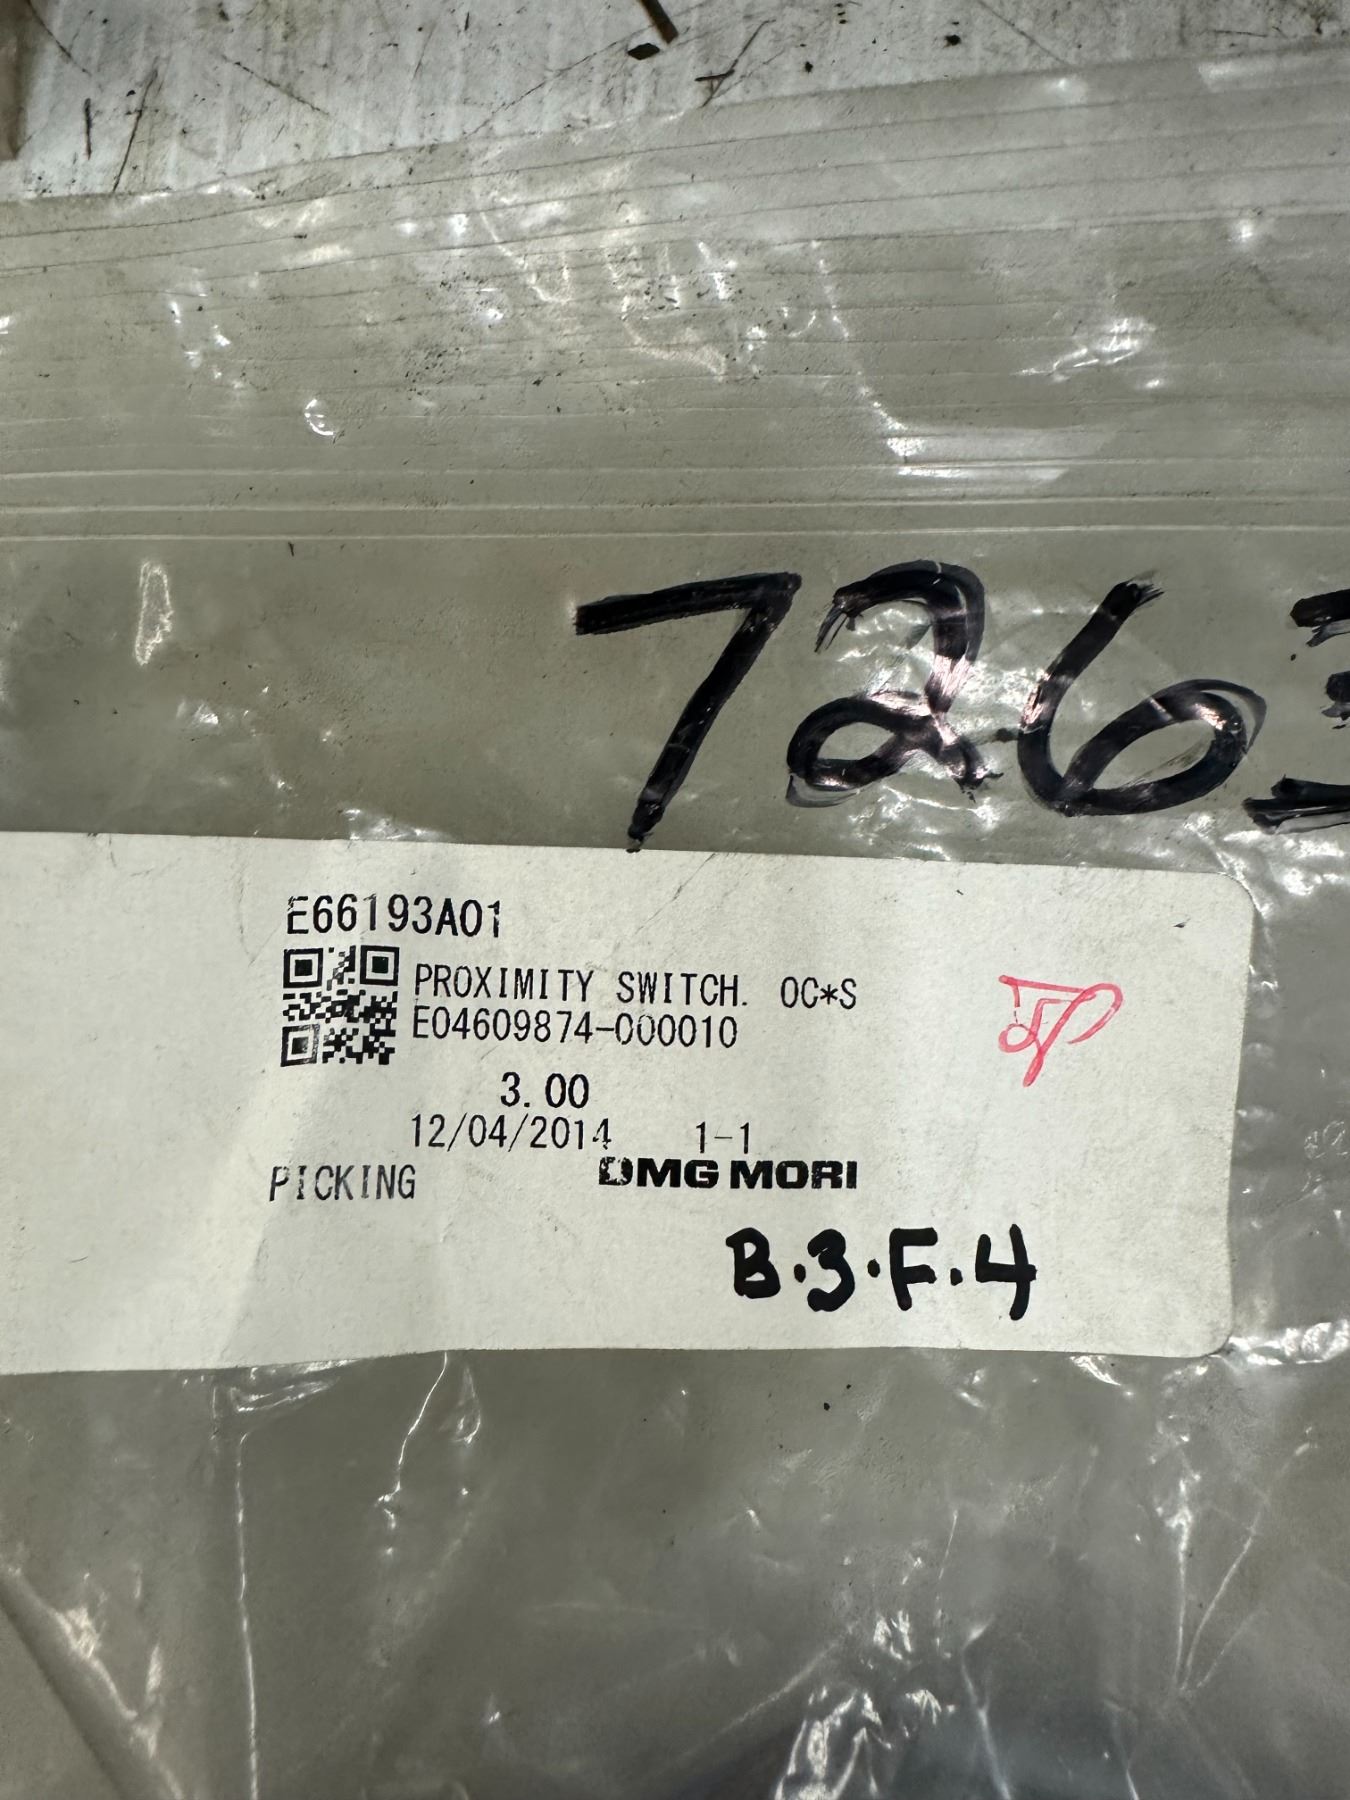 7263
E66193A01
PROXIMITY SWITCH. OC*S
E04609874-000010
3.00
12/04/2014 1-1
PICKING DMG MORI
B.3.F.4